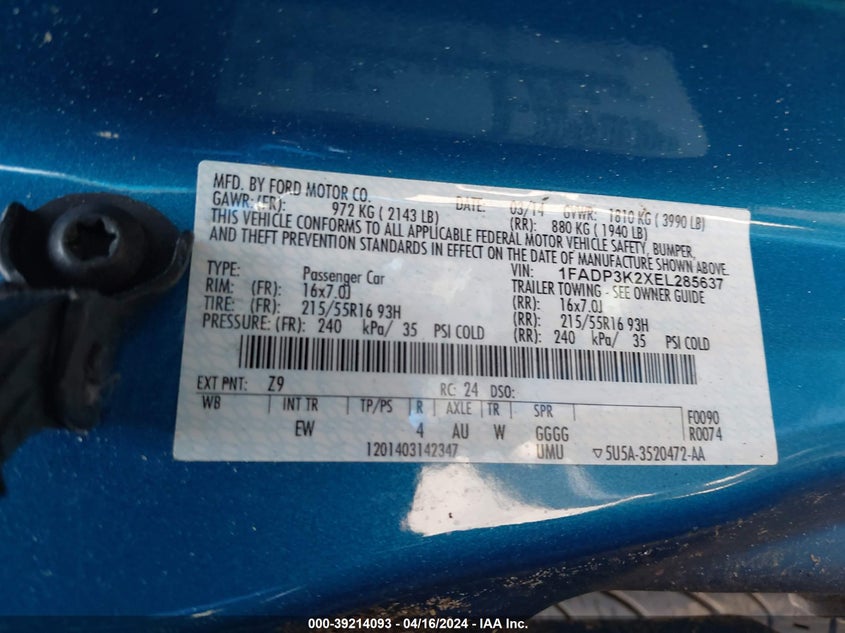 MFD. BY FORD MOTOR CO. DATE: 03/14 GVWR: 1810 KG ( 3990 LB)
GAWR: (FR): 972 KG ( 2143 LB) (RR): 880 KG ( 1940 LB)
THIS VEHICLE CONFORMS TO ALL APPLICABLE FEDERAL MOTOR VEHICLE SAFETY, BUMPER,
AND THEFT PREVENTION STANDARDS IN EFFECT ON THE DATE OF MANUFACTURE SHOWN ABOVE.
VIN: 1FADP3K2XEL285637
TYPE: Passenger Car TRAILER TOWING - SEE OWNER GUIDE
RIM: (FR): 16x7.0J (RR): 16x7.0J
TIRE: (FR): 215/55R16 93H (RR): 215/55R16 93H
PRESSURE: (FR): 240 kPa/ 35 PSI COLD (RR): 240 kPa/ 35 PSI COLD
EXT PNT: Z9 RC: 24 DSO:
WB INT TR TP/PS R AXLE TR SPR F0090
EW 4 AU W GGGG R0074
1201403142347 UMU ▽5U5A-3520472-AA
000-39214093 - 04/16/2024 - IAA Inc.